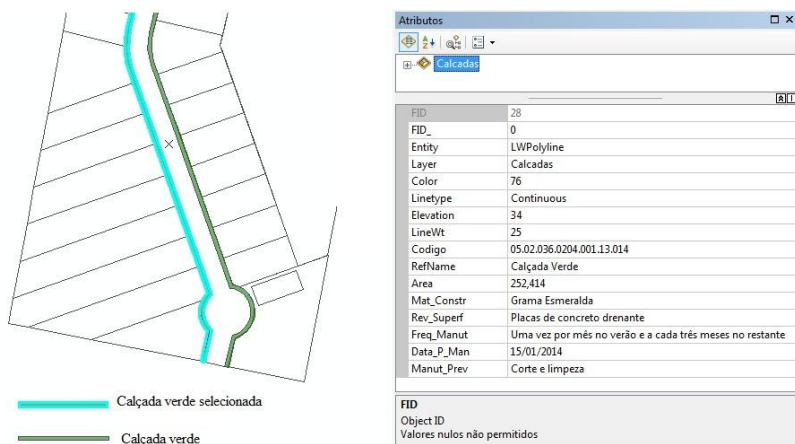 Calçada verde selecionada
Calçada verde
Atributos
Calcadas
FID 28
FID_ 0
Entity LWPolyline
Layer Calcadas
Color 76
Linetype Continuous
Elevation 34
LineWt 25
Codigo 05.02.036.0204.001.13.014
RefName Calçada Verde
Area 252,414
Mat_Constr Grama Esmeralda
Rev_Superf Placas de concreto drenante
Freq_Manut Uma vez por mês no verão e a cada três meses no restante
Data_P_Man 15/01/2014
Manut_Prev Corte e limpeza
FID
Object ID
Valores nulos não permitidos